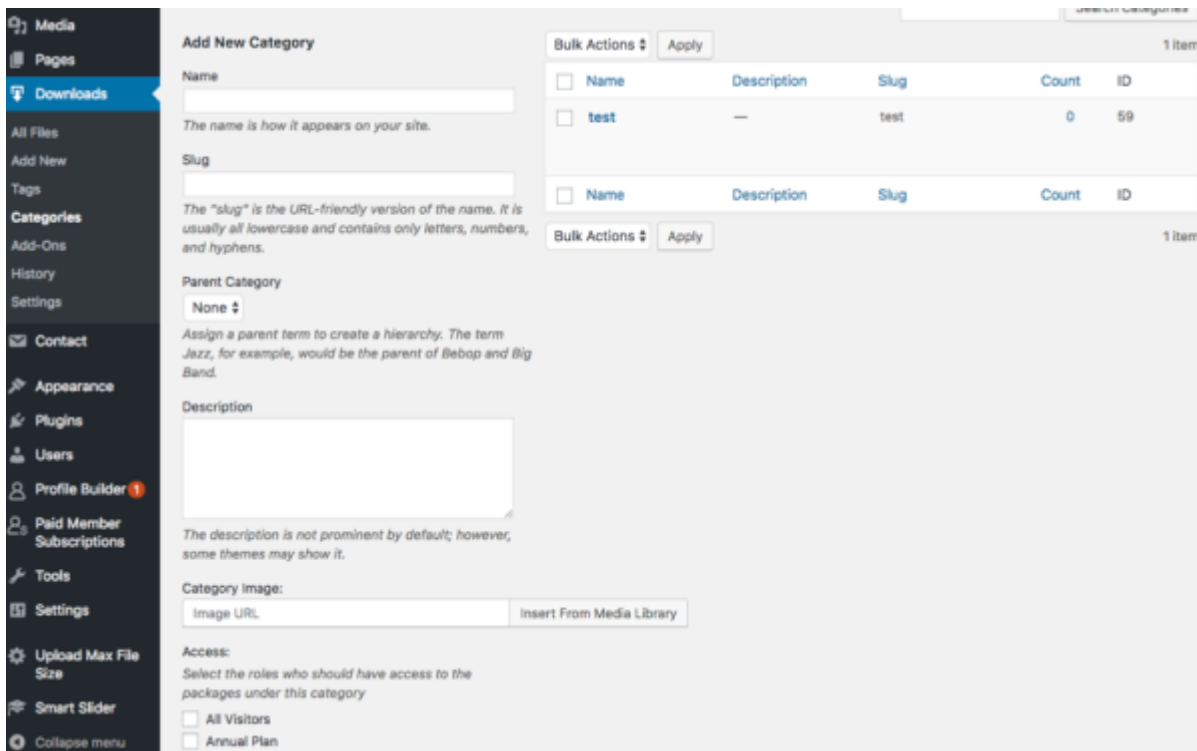 Media
Pages
Downloads
All Files
Add New
Tags
Categories
Add-Ons
History
Settings
Contact
Appearance
Plugins
Users
Profile Builder 1
Paid Member
Subscriptions
Tools
Settings
Upload Max File
Size
Smart Slider
Collapse menu
Search Categories
Add New Category
Name
The name is how it appears on your site.
Slug
The "slug" is the URL-friendly version of the name. It is
usually all lowercase and contains only letters, numbers,
and hyphens.
Parent Category
None
Assign a parent term to create a hierarchy. The term
Jazz, for example, would be the parent of Bebop and Big
Band.
Description
The description is not prominent by default; however,
some themes may show it.
Category Image:
Image URL Insert From Media Library
Access:
Select the roles who should have access to the
packages under this category
All Visitors
Annual Plan
Bulk Actions Apply 1 item
Name Description Slug Count ID
test — test 0 59
Name Description Slug Count ID
Bulk Actions Apply 1 item